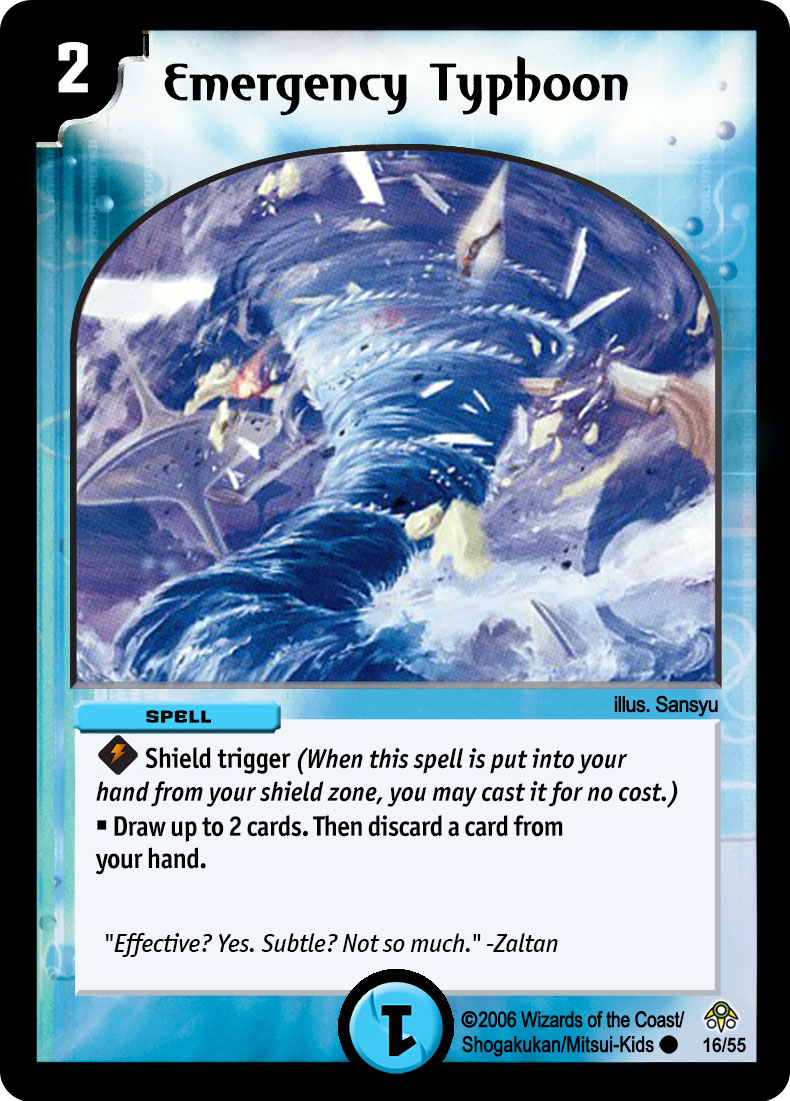 2
Emergency Typhoon
illus. Sansyu
SPELL
Shield trigger (When this spell is put into your
hand from your shield zone, you may cast it for no cost.)
▪ Draw up to 2 cards. Then discard a card from
your hand.
"Effective? Yes. Subtle? Not so much." -Zaltan
1
©2006 Wizards of the Coast/
Shogakukan/Mitsui-Kids
16/55